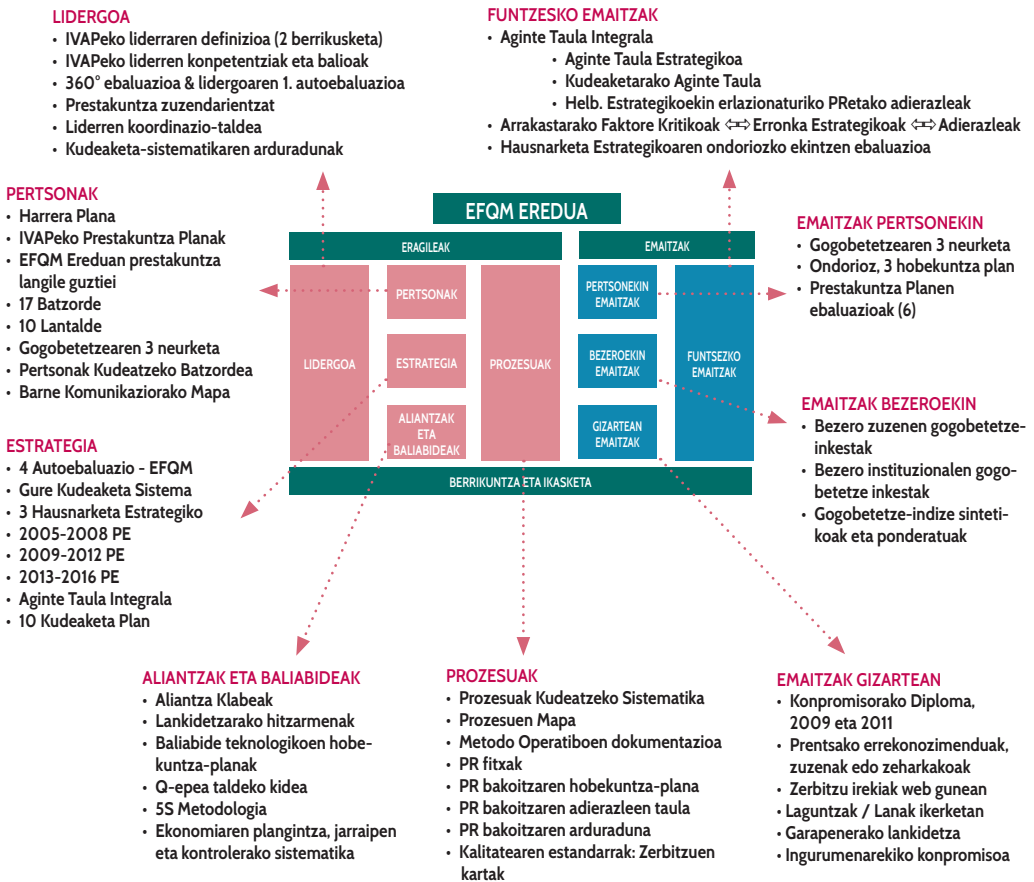 LIDERGOA
• IVAPeko liderraren definizioa (2 berrikusketa)
• IVAPeko liderren konpetentziak eta balioak
• 360° ebaluazioa & lidergoaren 1. autoebaluazioa
• Prestakuntza zuzendarientzat
• Liderren koordinazio-taldea
• Kudeaketa-sistematikaren arduradunak
FUNTZESKO EMAITZAK
• Aginte Taula Integrala
• Aginte Taula Estrategikoa
• Kudeaketarako Aginte Taula
• Helb. Estrategikoekin erlazionaturiko PRetako adierazleak
• Arrakastarako Faktore Kritikoak ⇔ Erronka Estrategikoak ⇔ Adierazleak
• Hausnarketa Estrategikoaren ondoriozko ekintzen ebaluazioa
PERTSONAK
• Harrera Plana
• IVAPeko Prestakuntza Planak
• EFQM Ereduan prestakuntza
langile guztiei
• 17 Batzorde
• 10 Lantalde
• Gogobetetzearen 3 neurketa
• Pertsonak Kudeatzeko Batzordea
• Barne Komunikaziorako Mapa
ESTRATEGIA
• 4 Autoebaluazio - EFQM
• Gure Kudeaketa Sistema
• 3 Hausnarketa Estrategiko
• 2005-2008 PE
• 2009-2012 PE
• 2013-2016 PE
• Aginte Taula Integrala
• 10 Kudeaketa Plan
EFQM EREDUA
ERAGILEAK
EMAITZAK
LIDERGOA
PERTSONAK
ESTRATEGIA
ALIANTZAK
ETA
BALIABIDEAK
PROZESUAK
PERTSONEKIN
EMAITZAK
BEZEROEKIN
EMAITZAK
GIZARTEAN
EMAITZAK
FUNTSEZKO
EMAITZAK
BERRIKUNTZA ETA IKASKETA
EMAITZAK PERTSONEKIN
• Gogobetetzearen 3 neurketa
• Ondorioz, 3 hobekuntza plan
• Prestakuntza Planen
ebaluazioak (6)
EMAITZAK BEZEROEKIN
• Bezero zuzenen gogobetetze-
inkestak
• Bezero instituzionalen gogo-
betetze inkestak
• Gogobetetze-indize sinteti-
koak eta ponderatuak
ALIANTZAK ETA BALIABIDEAK
• Aliantza Klabeak
• Lankidetzarako hitzarmenak
• Baliabide teknologikoen hobe-
kuntza-planak
• Q-epea taldeko kidea
• 5S Metodologia
• Ekonomiaren plangintza, jarraipen
eta kontrolerako sistematika
PROZESUAK
• Prozesuak Kudeatzeko Sistematika
• Prozesuen Mapa
• Metodo Operatiboen dokumentazioa
• PR fitxak
• PR bakoitzaren hobekuntza-plana
• PR bakoitzaren adierazleen taula
• PR bakoitzaren arduraduna
• Kalitatearen estandarrak: Zerbitzuen
kartak
EMAITZAK GIZARTEAN
• Konpromisorako Diploma,
2009 eta 2011
• Prentsako errekonozimenduak,
zuzenak edo zeharkakoak
• Zerbitzu irekiak web gunean
• Laguntzak / Lanak ikerketan
• Garapenerako lankidetza
• Ingurumenarekiko konpromisoa